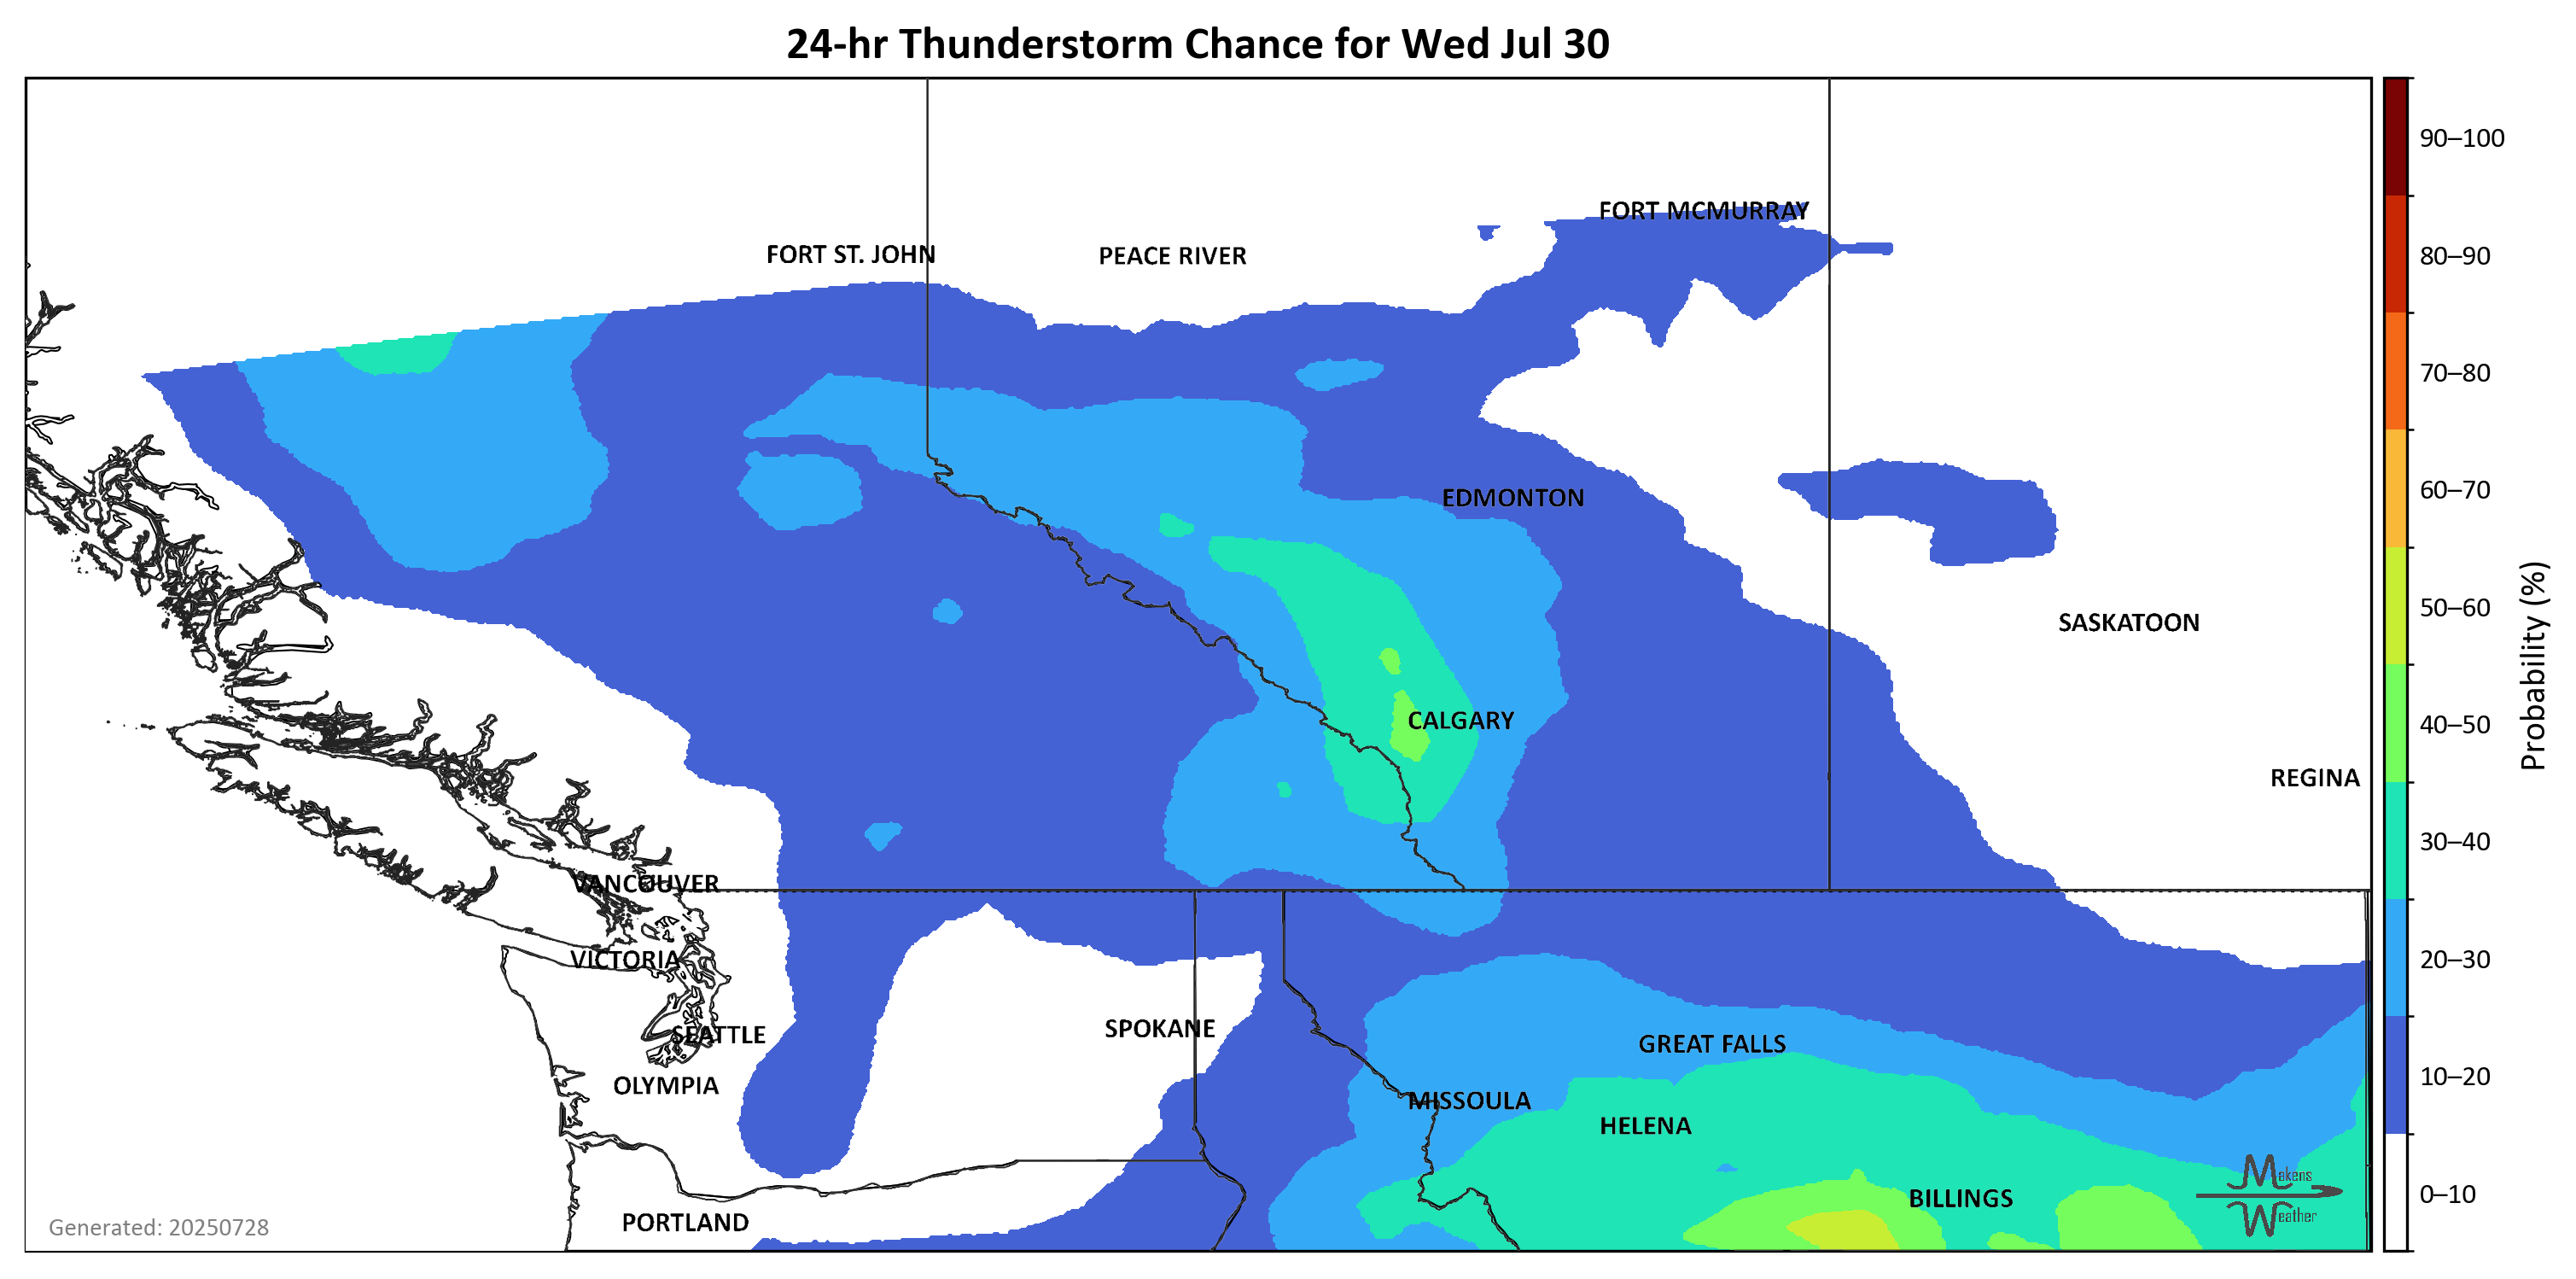 24-hr Thunderstorm Chance for Wed Jul 30
90–100
FORT MCMURRAY
FORT ST. JOHN
PEACE RIVER
80–90
70–80
60–70
EDMONTON
50–60
SASKATOON
Probability (%)
CALGARY
40–50
REGINA
30–40
VANCOUVER
20–30
VICTORIA
SPOKANE
SEATTLE
GREAT FALLS
10–20
OLYMPIA
MISSOULA
HELENA
Makens
Weather
0–10
BILLINGS
PORTLAND
Generated: 20250728